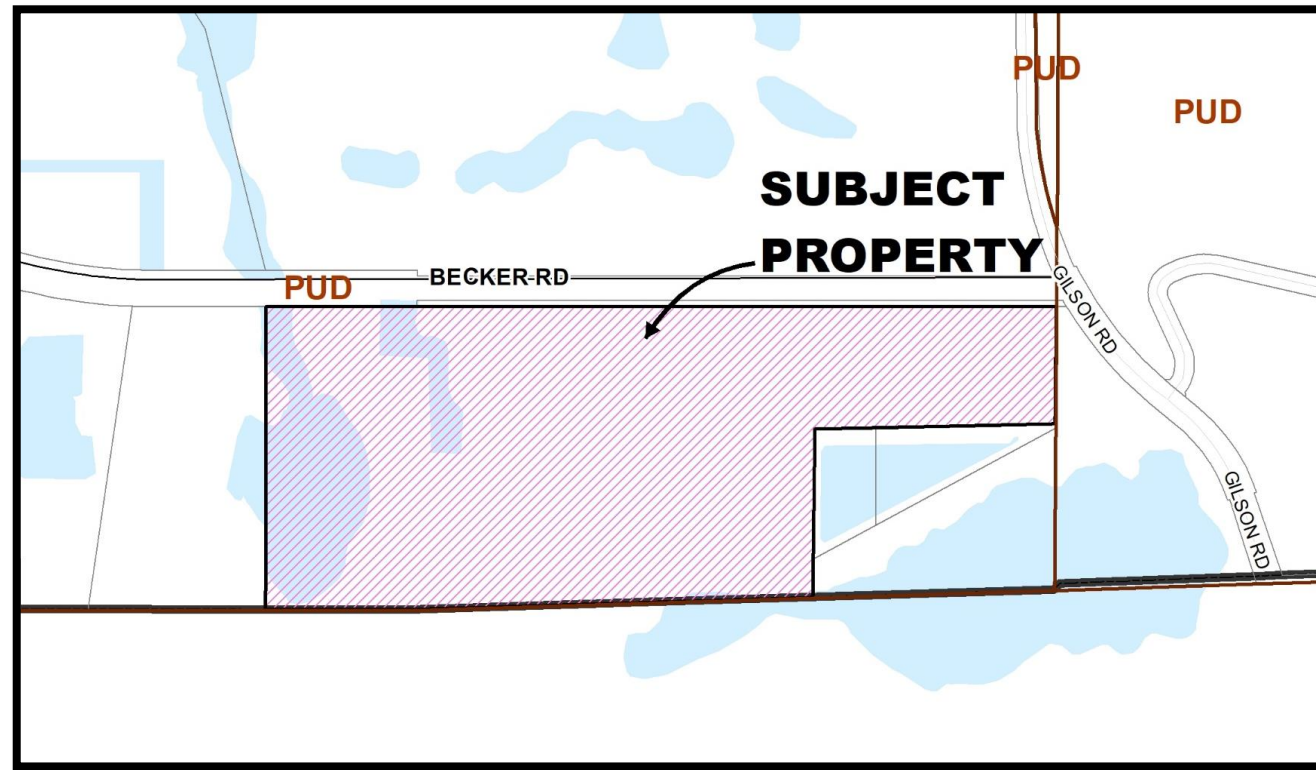 PUD
PUD
SUBJECT
PROPERTY
BECKER RD
PUD
GILSON RD
GILSON RD